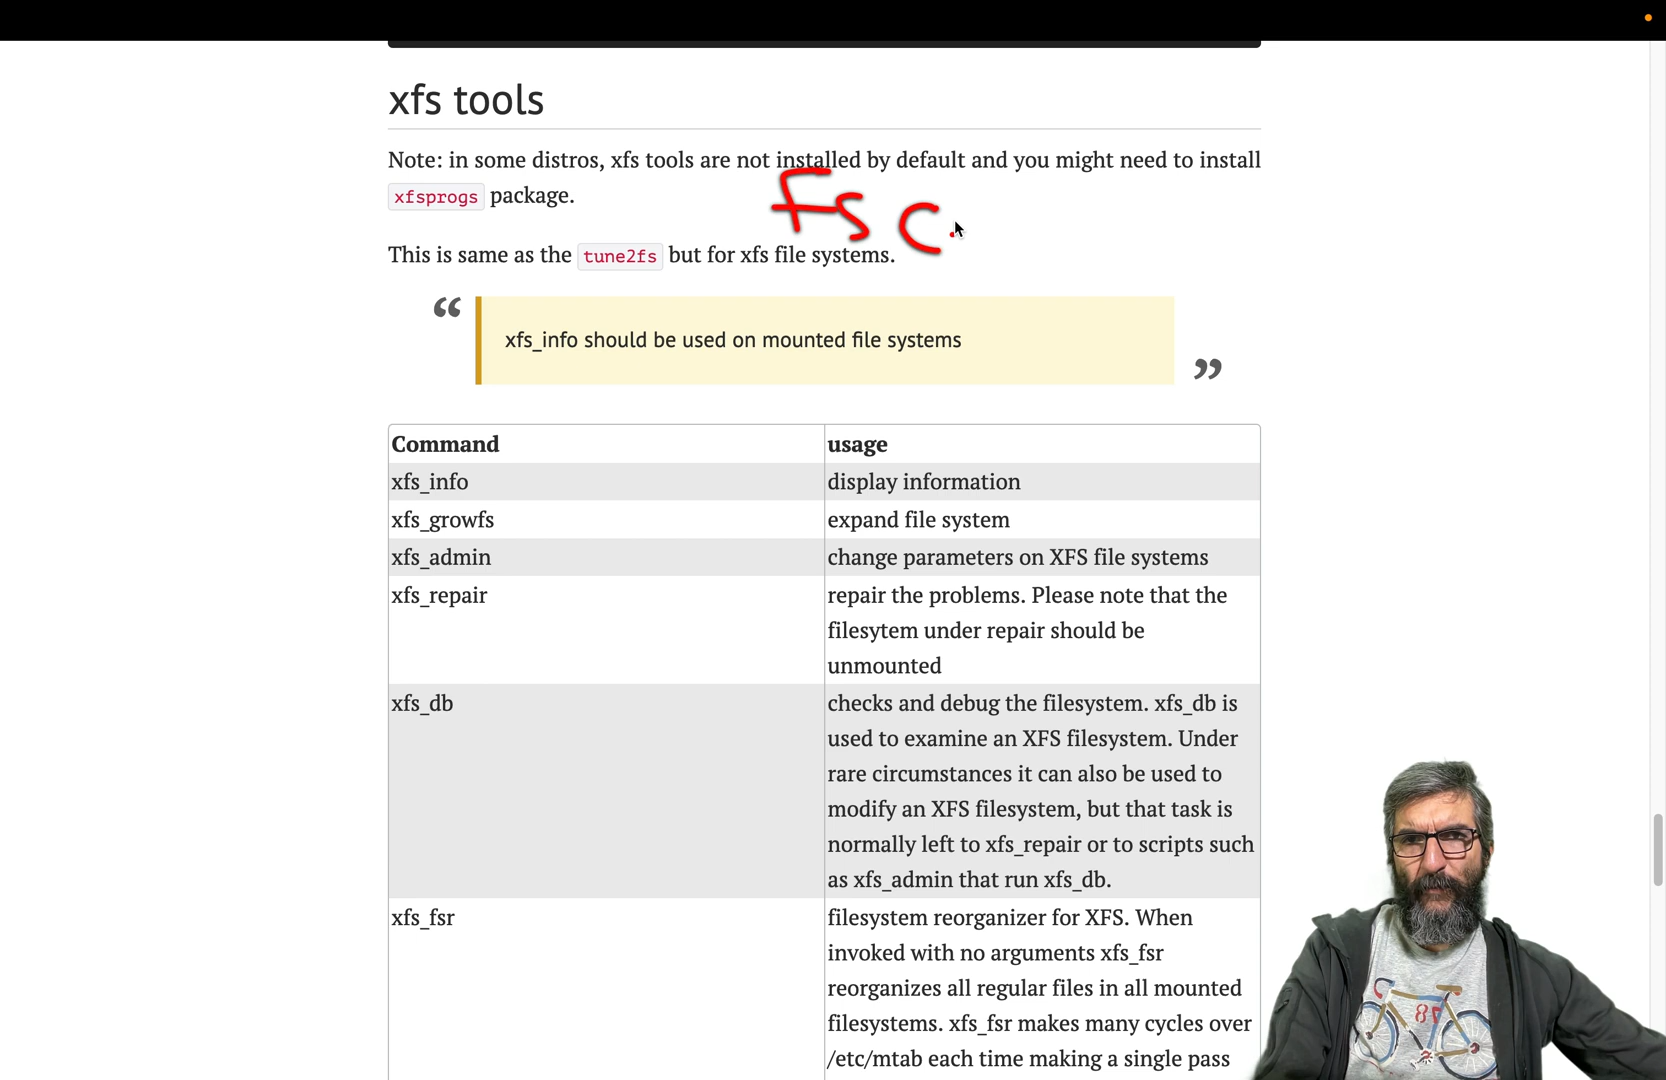 xfs tools
Note: in some distros, xfs tools are not installed by default and you might need to install
xfsprogs package.
Fs C
This is same as the tune2fs but for xfs file systems.
“
xfs_info should be used on mounted file systems
”
Command usage
xfs_info display information
xfs_growfs expand file system
xfs_admin change parameters on XFS file systems
xfs_repair repair the problems. Please note that the
filesytem under repair should be
unmounted
xfs_db checks and debug the filesystem. xfs_db is
used to examine an XFS filesystem. Under
rare circumstances it can also be used to
modify an XFS filesystem, but that task is
normally left to xfs_repair or to scripts such
as xfs_admin that run xfs_db.
xfs_fsr filesystem reorganizer for XFS. When
invoked with no arguments xfs_fsr
reorganizes all regular files in all mounted
filesystems. xfs_fsr makes many cycles over
/etc/mtab each time making a single pass